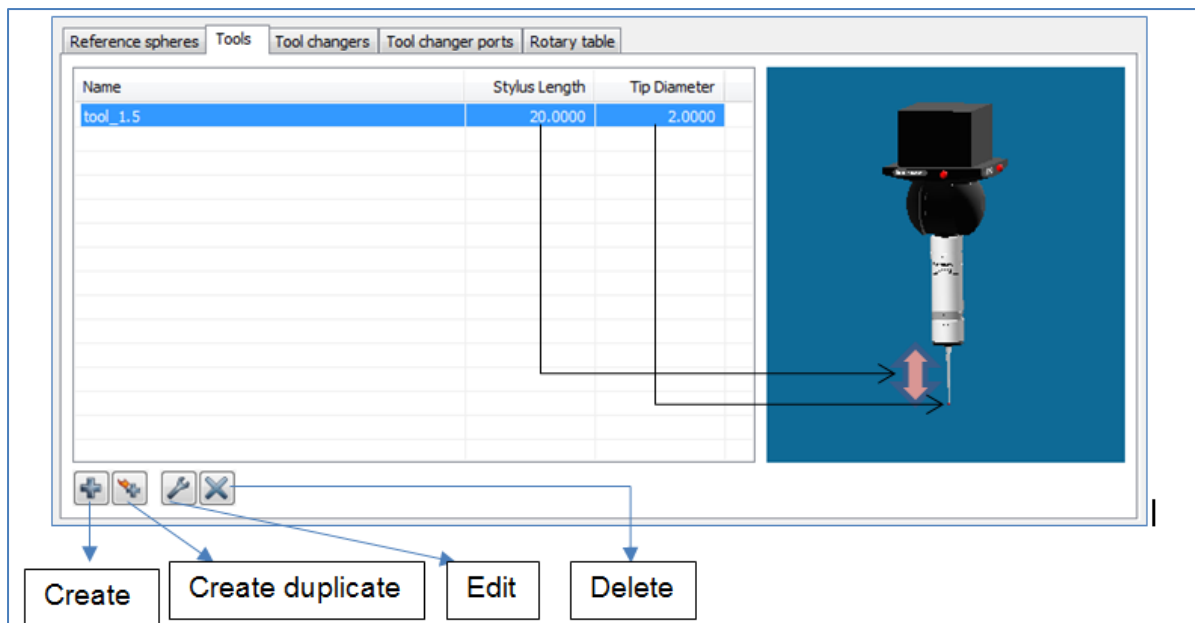 Reference spheres Tools Tool changers Tool changer ports Rotary table
Name Stylus Length Tip Diameter
tool_1.5 20.0000 2.0000
Create Create duplicate Edit Delete